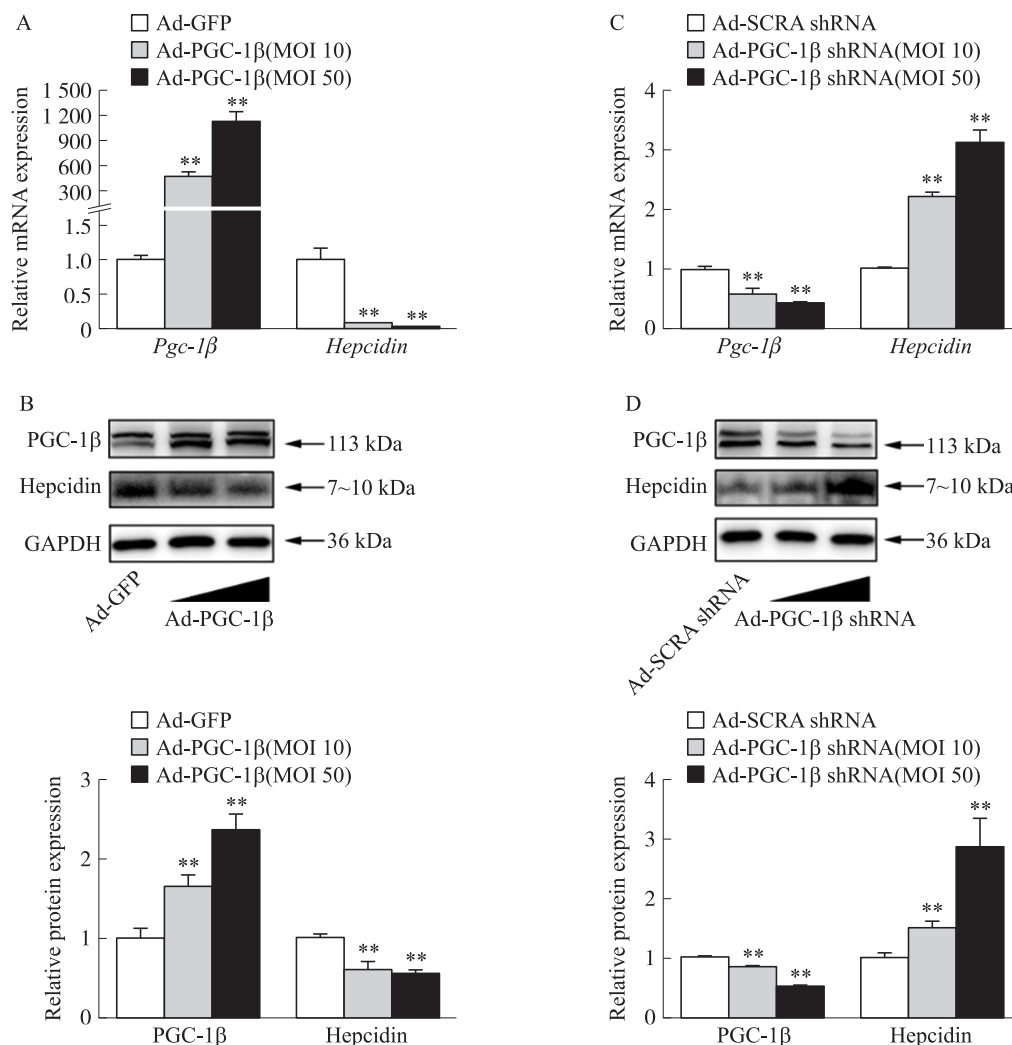 A
Ad-GFP
Ad-PGC-1β(MOI 10)
Ad-PGC-1β(MOI 50)
Relative mRNA expression
1 500
1 200
900
600
300
1.5
1.0
0.5
0
** ** ** **
Pgc-1β Hepcidin
B
PGC-1β 113 kDa
Hepcidin 7~10 kDa
GAPDH 36 kDa
Ad-GFP
Ad-PGC-1β
Ad-GFP
Ad-PGC-1β(MOI 10)
Ad-PGC-1β(MOI 50)
Relative protein expression
3
2
1
0
** ** ** **
PGC-1β Hepcidin
C
Ad-SCRA shRNA
Ad-PGC-1β shRNA(MOI 10)
Ad-PGC-1β shRNA(MOI 50)
Relative mRNA expression
4
3
2
1
0
** ** ** **
Pgc-1β Hepcidin
D
PGC-1β 113 kDa
Hepcidin 7~10 kDa
GAPDH 36 kDa
Ad-SCRA shRNA
Ad-PGC-1β shRNA
Ad-SCRA shRNA
Ad-PGC-1β shRNA(MOI 10)
Ad-PGC-1β shRNA(MOI 50)
Relative protein expression
4
3
2
1
0
** ** ** **
PGC-1β Hepcidin